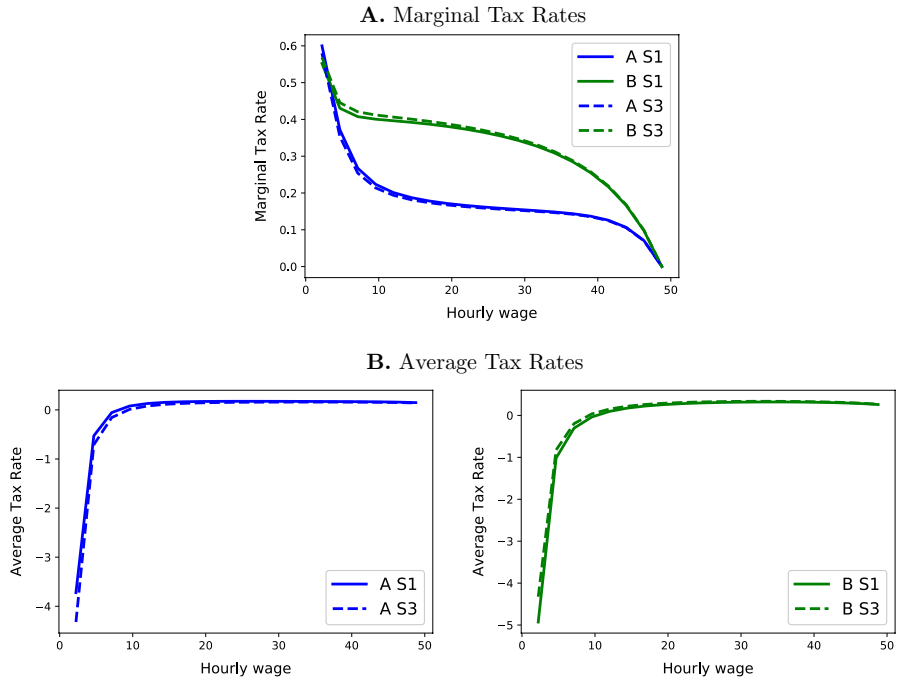 A. Marginal Tax Rates
0.6
0.5
0.4
0.3
0.2
0.1
0.0
Marginal Tax Rate
A S1
B S1
A S3
B S3
0 10 20 30 40 50
Hourly wage
B. Average Tax Rates
0
−1
−2
−3
−4
Average Tax Rate
A S1
A S3
0 10 20 30 40 50
Hourly wage
0
−1
−2
−3
−4
−5
Average Tax Rate
B S1
B S3
0 10 20 30 40 50
Hourly wage